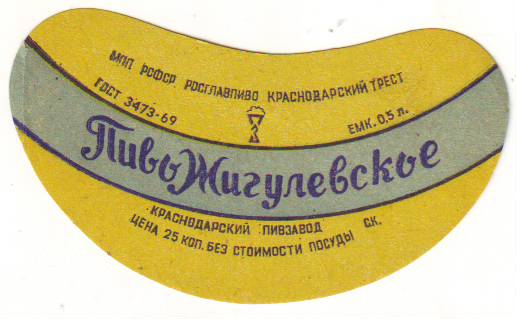 МПП РСФСР РОСГЛАВПИВО КРАСНОДАРСКИЙ ТРЕСТ
ГОСТ 3473-69
ЕМК. 0,5 л.
Пиво Жигулевское
КРАСНОДАРСКИЙ ПИВЗАВОД СК.
ЦЕНА 25 КОП. БЕЗ СТОИМОСТИ ПОСУДЫ